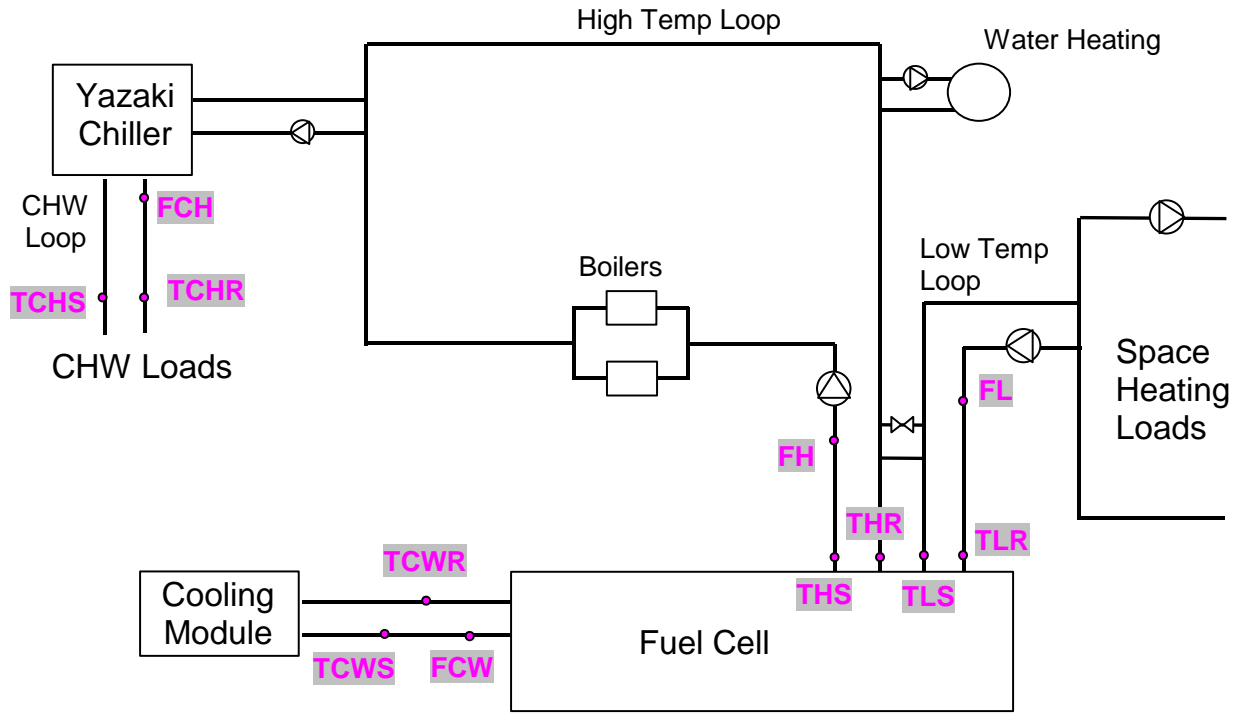 High Temp Loop
Water Heating
Yazaki
Chiller
CHW
Loop
FCH
TCHS
TCHR
CHW Loads
Boilers
Low Temp
Loop
Space
Heating
Loads
FL
FH
THR
TLR
THS
TLS
TCWR
Cooling
Module
TCWS
FCW
Fuel Cell